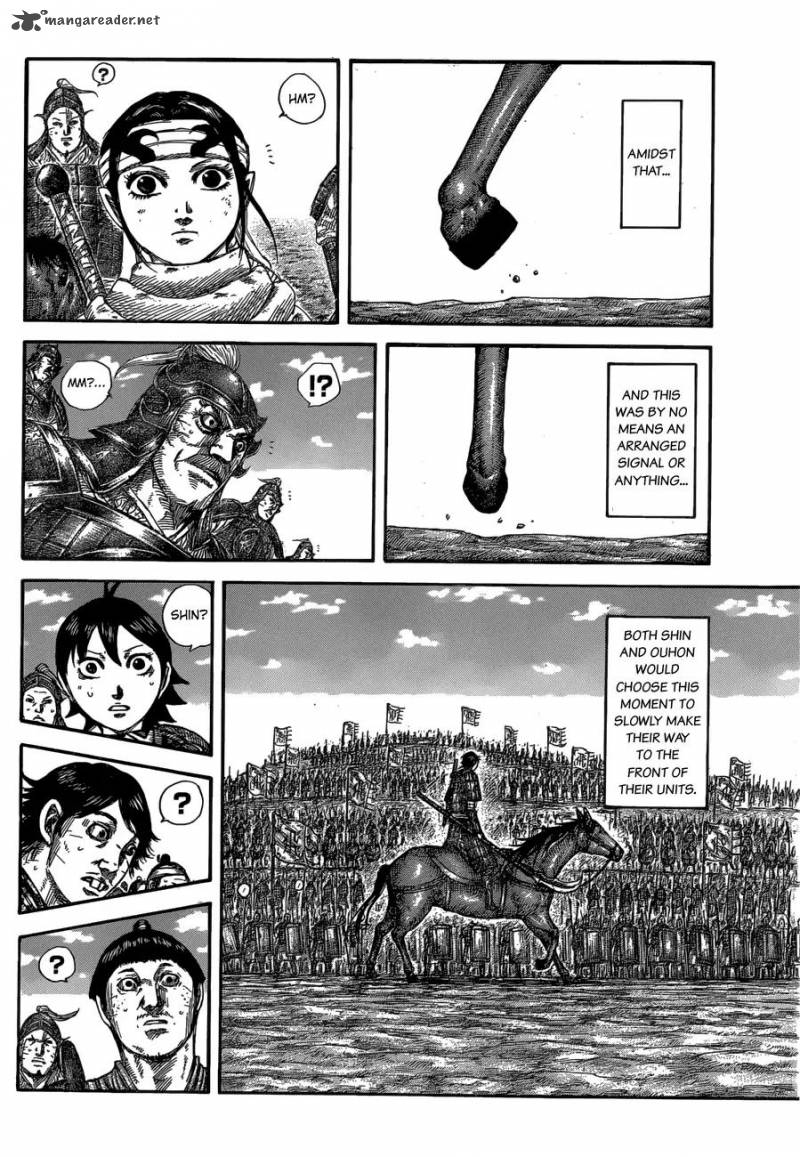 mangareader.net
AMIDST
THAT...
HM?
?
AND THIS
WAS BY NO
MEANS AN
ARRANGED
SIGNAL OR
ANYTHING...
!?
MM?...
BOTH SHIN
AND OUHON
WOULD
CHOOSE THIS
MOMENT TO
SLOWLY MAKE
THEIR WAY
TO THE
FRONT OF
THEIR UNITS.
SHIN?
?
?